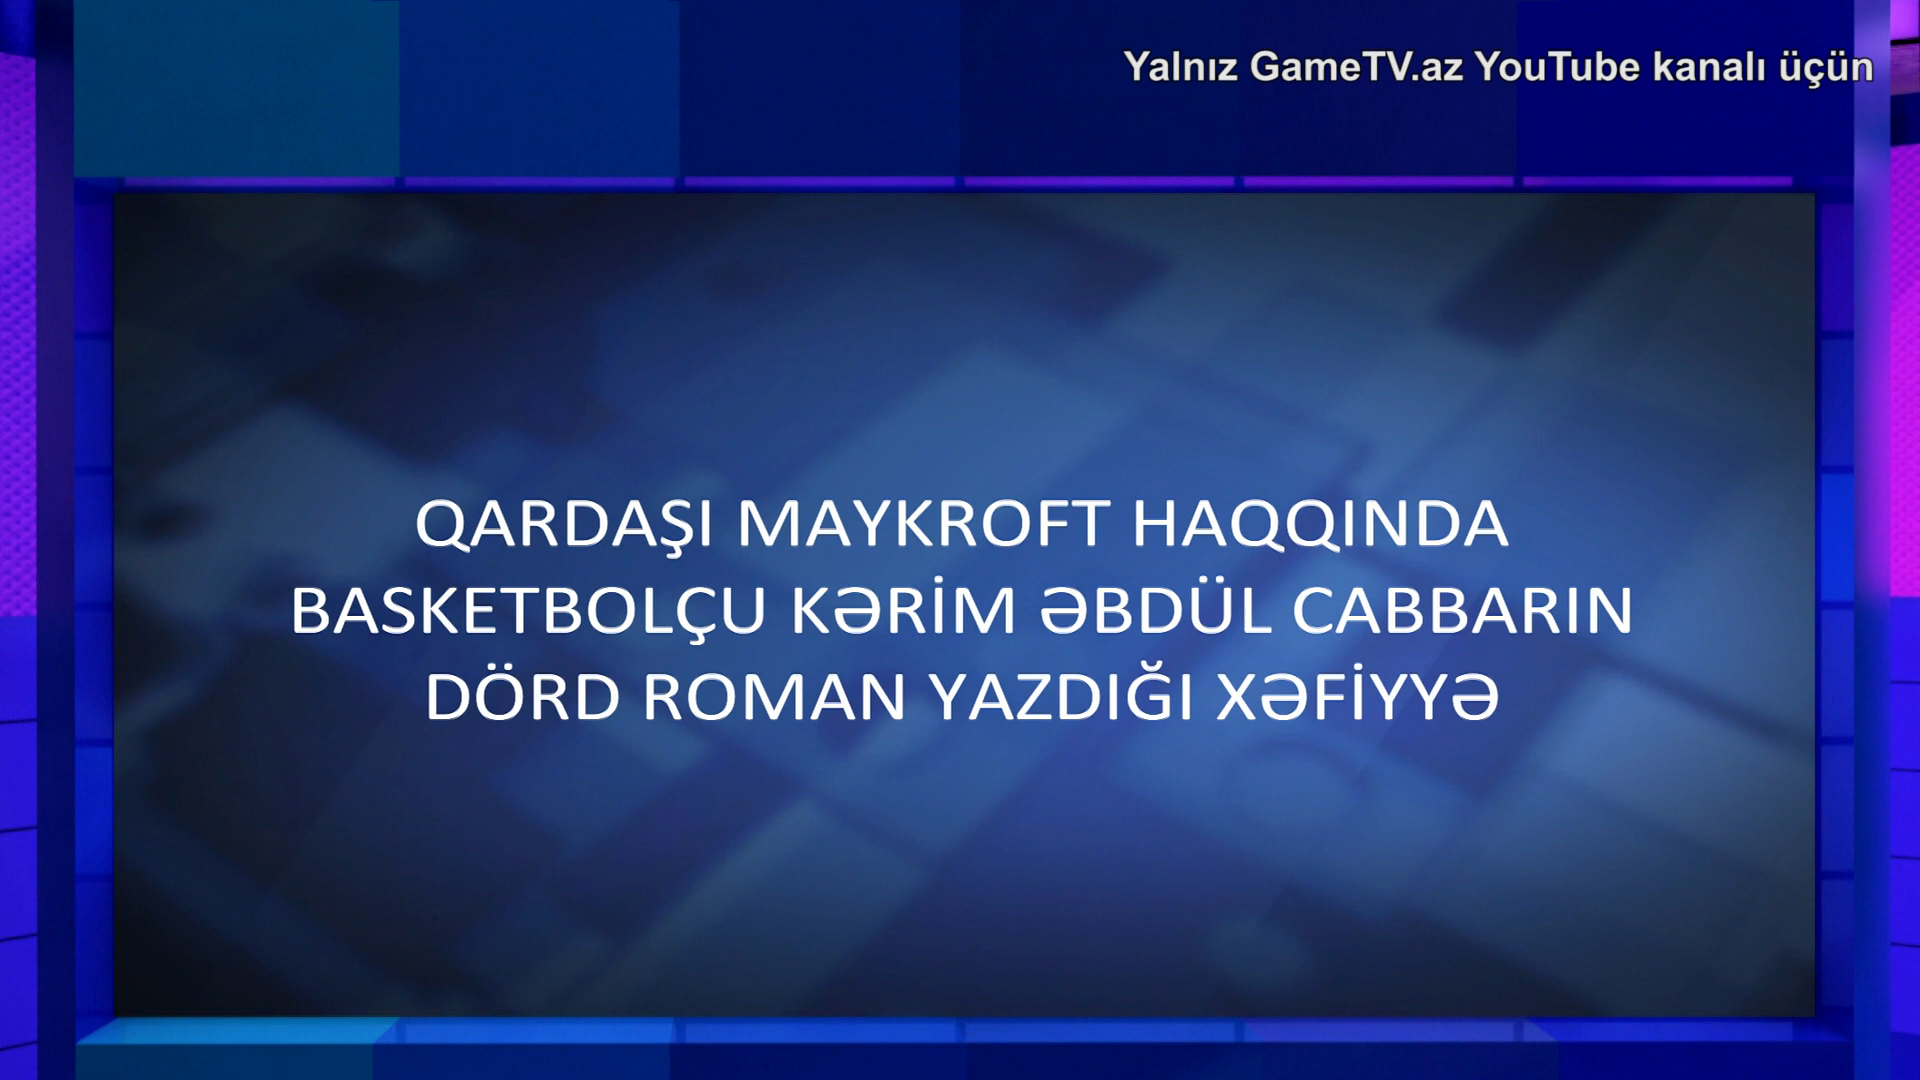 Yalnız GameTV.az YouTube kanalı üçün
QARDAŞI MAYKROFT HAQQINDA
BASKETBOLÇU KƏRİM ƏBDÜL CABBARIN
DÖRD ROMAN YAZDIĞI XƏFİYYƏ